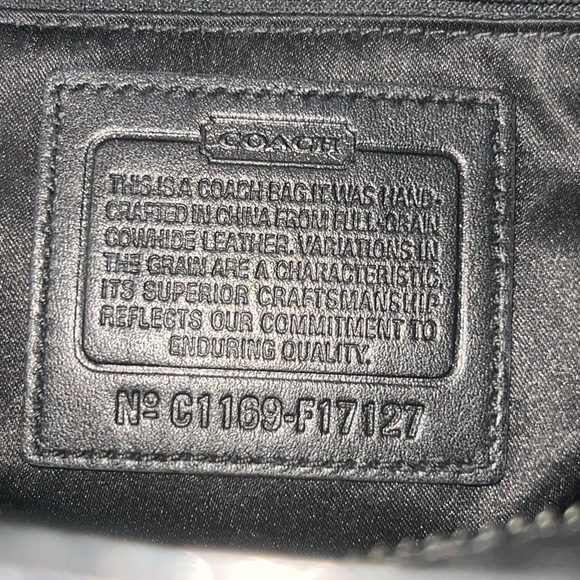 COACH
THIS IS A COACH BAG.IT WAS HAND-
CRAFTED IN CHINA FROM FULL-GRAIN
COWHIDE LEATHER. VARIATIONS IN
THE GRAIN ARE A CHARACTERISTIC.
ITS SUPERIOR CRAFTSMANSHIP
REFLECTS OUR COMMITMENT TO
ENDURING QUALITY.
Nº C1169-F17127